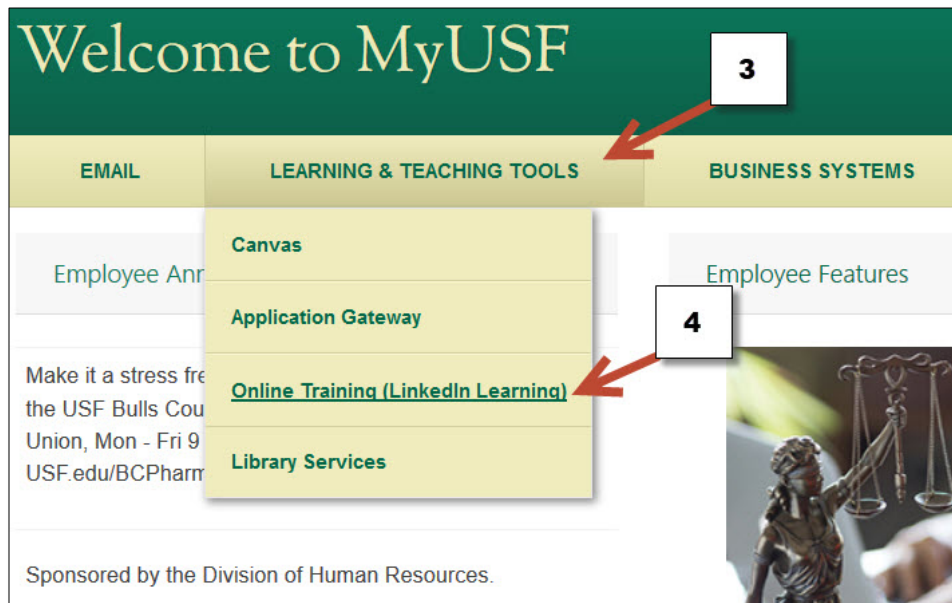 Welcome to MyUSF
3
EMAIL
LEARNING & TEACHING TOOLS
BUSINESS SYSTEMS
Canvas
Application Gateway
Online Training (LinkedIn Learning)
Library Services
Employee Ann
Employee Features
4
Make it a stress fre
the USF Bulls Cou
Union, Mon - Fri 9
USF.edu/BCPharm
Sponsored by the Division of Human Resources.